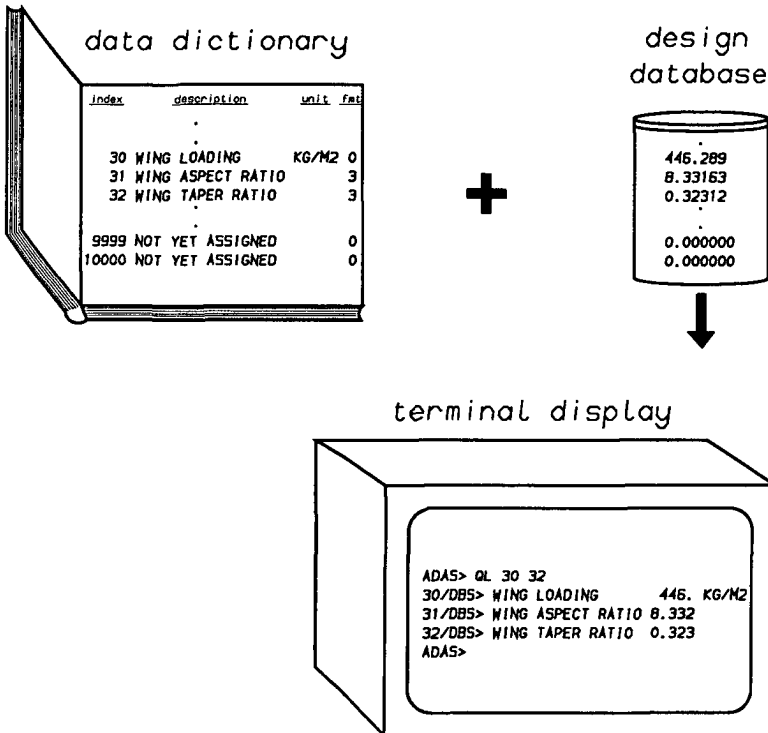 data dictionary
index description unit fmt
.
.
30 WING LOADING KG/M2 0
31 WING ASPECT RATIO 3
32 WING TAPER RATIO 3
.
.
9999 NOT YET ASSIGNED 0
10000 NOT YET ASSIGNED 0
+
design
database
.
446.289
8.33163
0.32312
.
.
0.000000
0.000000
terminal display
ADAS> QL 30 32
30/DBS> WING LOADING 446. KG/M2
31/DBS> WING ASPECT RATIO 8.332
32/DBS> WING TAPER RATIO 0.323
ADAS>